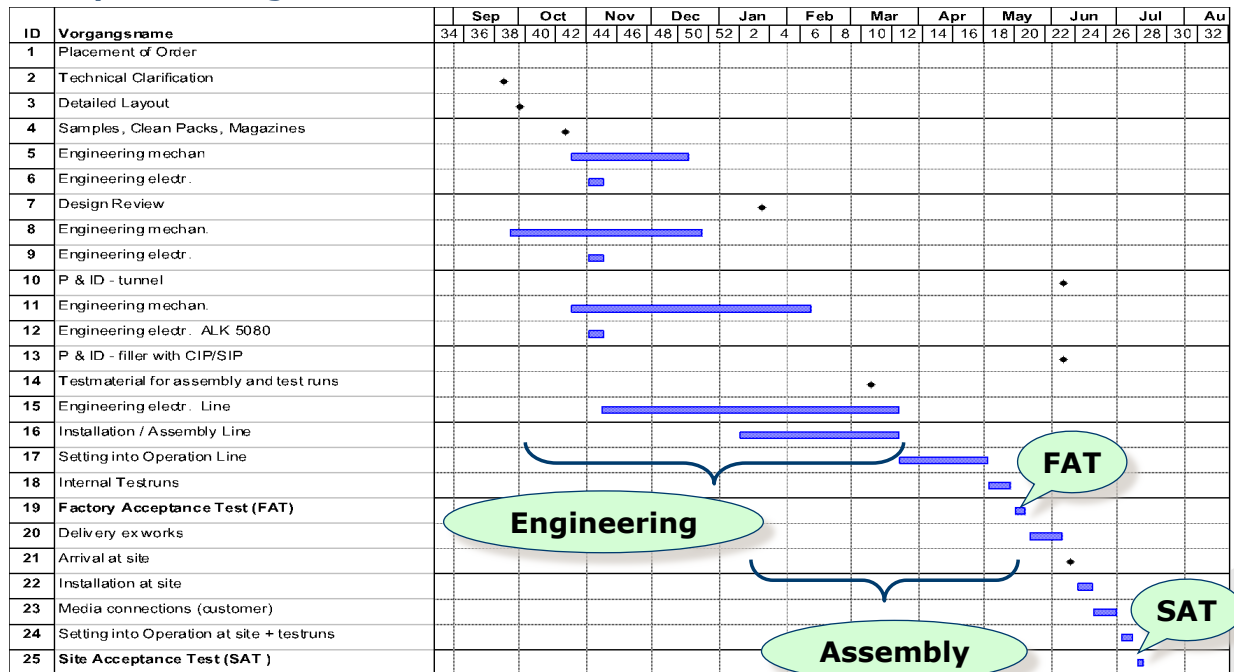 Sep Oct Nov Dec Jan Feb Mar Apr May Jun Jul Au
ID Vorgangsname 34 36 38 40 42 44 46 48 50 52 2 4 6 8 10 12 14 16 18 20 22 24 26 28 30 32
1 Placement of Order
2 Technical Clarification
3 Detailed Layout
4 Samples, Clean Packs, Magazines
5 Engineering mechan
6 Engineering electr.
7 Design Review
8 Engineering mechan.
9 Engineering electr.
10 P & ID - tunnel
11 Engineering mechan.
12 Engineering electr. ALK 5080
13 P & ID - filler with CIP/SIP
14 Testmaterial for assembly and test runs
15 Engineering electr. Line
16 Installation / Assembly Line
17 Setting into Operation Line
FAT
18 Internal Testruns
19 Factory Acceptance Test (FAT)
Engineering
20 Delivery ex works
21 Arrival at site
22 Installation at site
23 Media connections (customer)
SAT
24 Setting into Operation at site + testruns
25 Site Acceptance Test (SAT )
Assembly